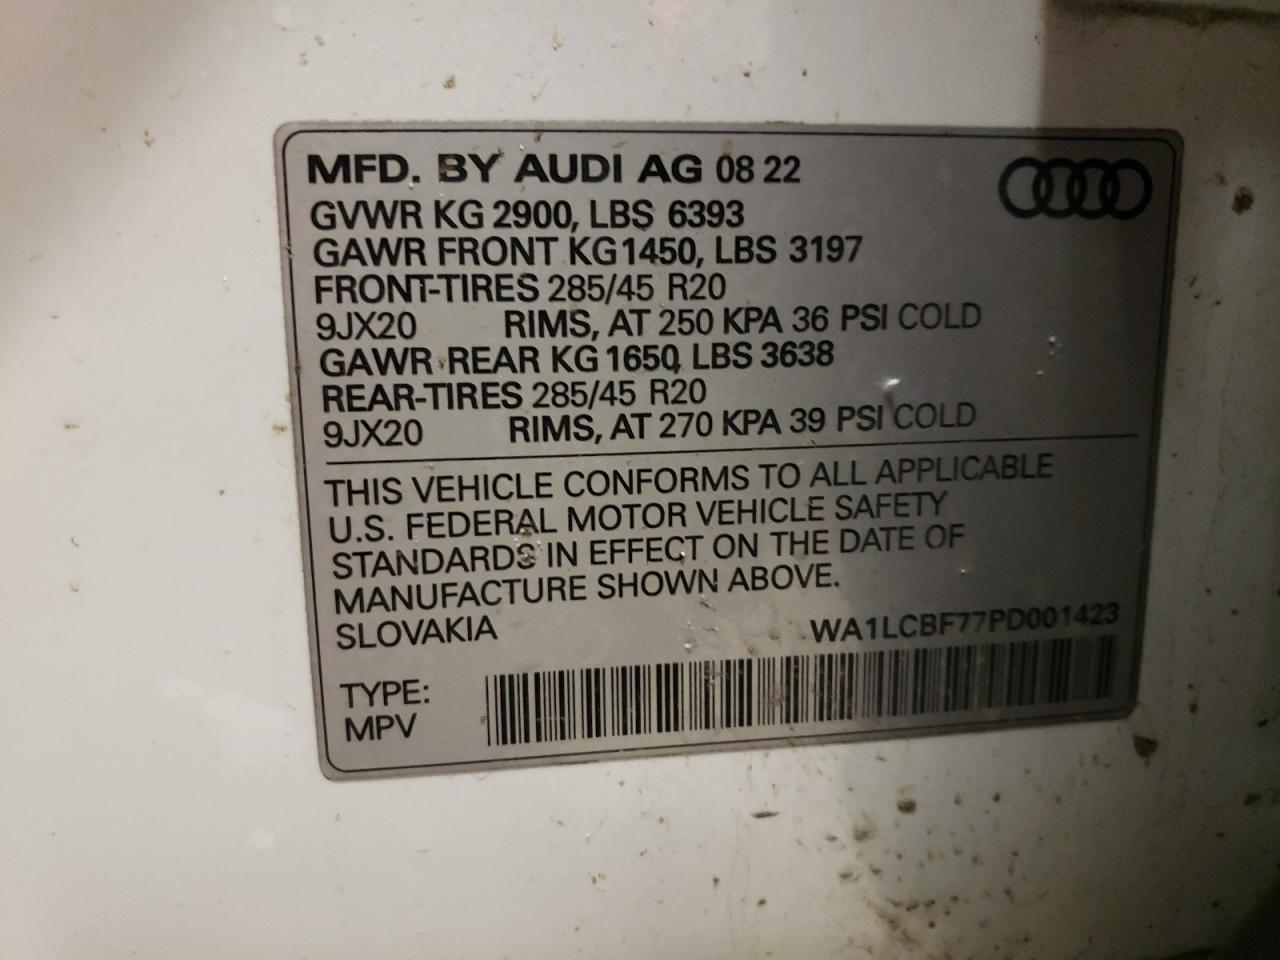 MFD. BY AUDI AG 08 22
GVWR KG 2900, LBS 6393
GAWR FRONT KG 1450, LBS 3197
FRONT-TIRES 285/45 R20
9JX20 RIMS, AT 250 KPA 36 PSI COLD
GAWR REAR KG 1650, LBS 3638
REAR-TIRES 285/45 R20
9JX20 RIMS, AT 270 KPA 39 PSI COLD
THIS VEHICLE CONFORMS TO ALL APPLICABLE
U.S. FEDERAL MOTOR VEHICLE SAFETY
STANDARDS IN EFFECT ON THE DATE OF
MANUFACTURE SHOWN ABOVE.
SLOVAKIA WA1LCBF77PD001423
TYPE:
MPV